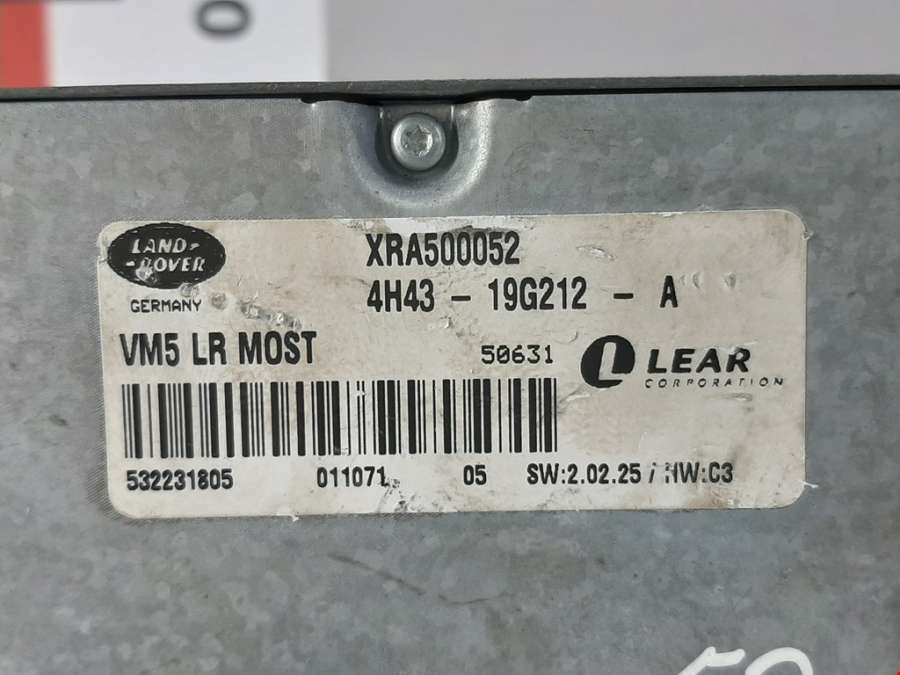 0
LAND-
-ROVER
GERMANY
XRA500052
4H43 - 19G212 - A
VM5 LR MOST
50631
L LEAR
CORPORATION
532231805 011071 05 SW:2.02.25 / HW:C3